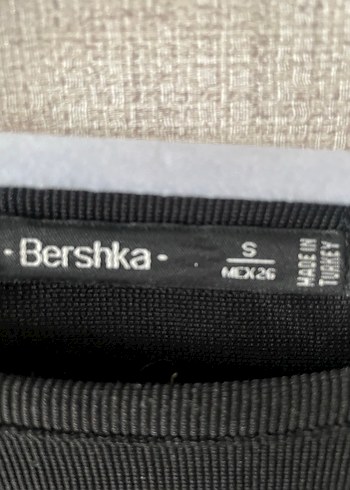 · Bershka ·
S
MEX 26
MADE IN
TURKEY